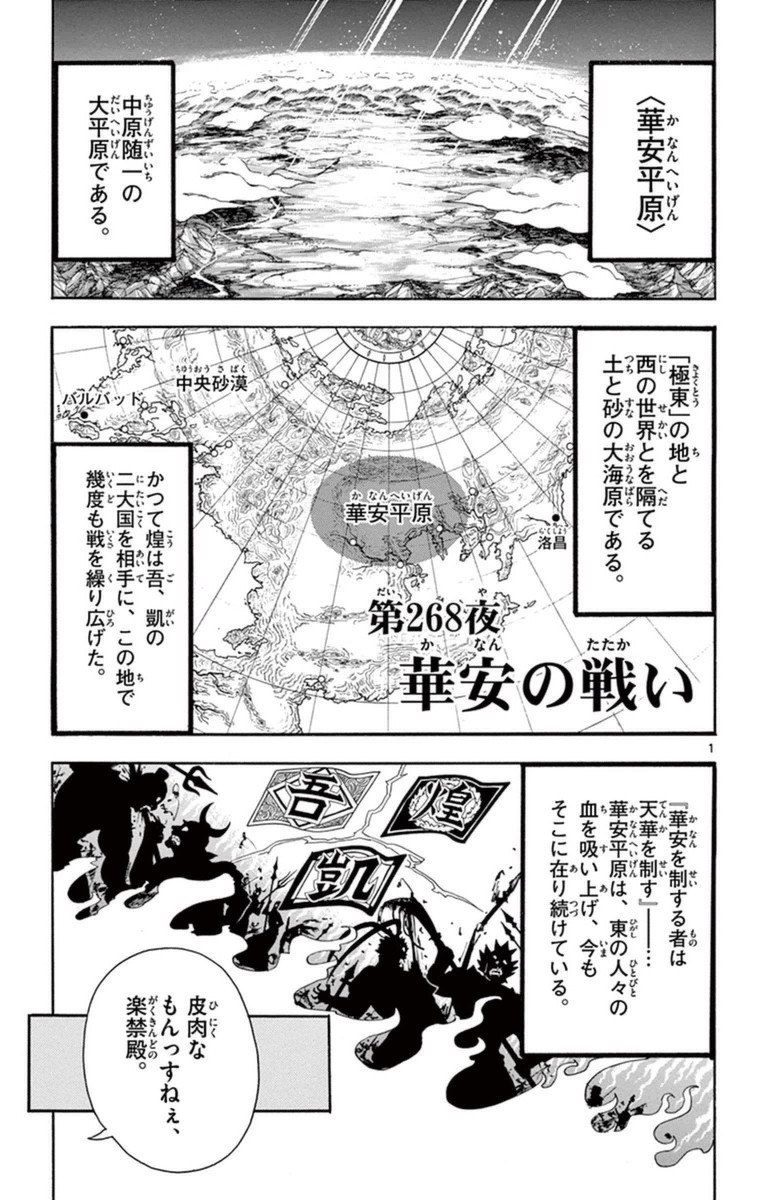 〈華安平原〉
中原随一の
大平原である。
「極東」の地と
西の世界とを隔てる
土と砂の大海原である。
中央砂漠
バルバッド
華安平原
洛昌
かつて煌は吾、凱の
二大国を相手に、この地で
幾度も戦を繰り広げた。
第268夜
華安の戦い
1
『華安を制する者は
天華を制す』――…
華安平原は、東の人々の
血を吸い上げ、今も
そこに在り続けている。
煌
吾
凱
皮肉な
もんっすねぇ、
楽禁殿。